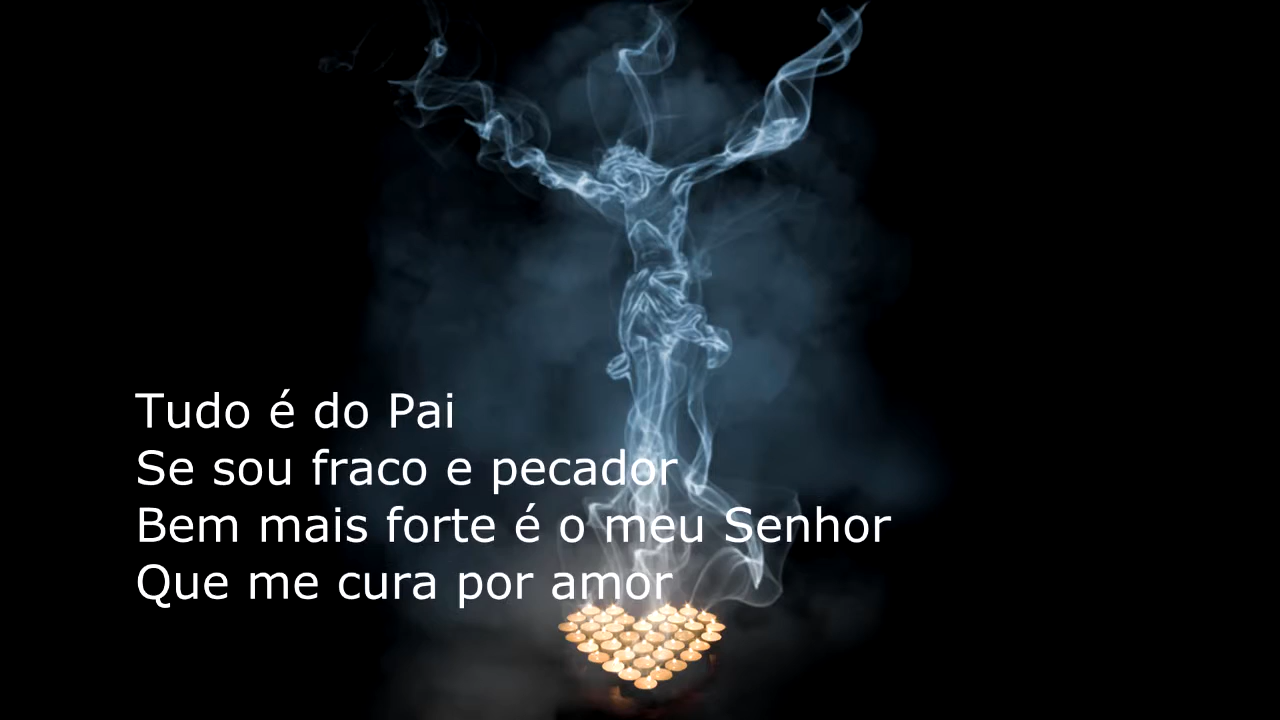 Tudo é do Pai
Se sou fraco e pecador
Bem mais forte é o meu Senhor
Que me cura por amor